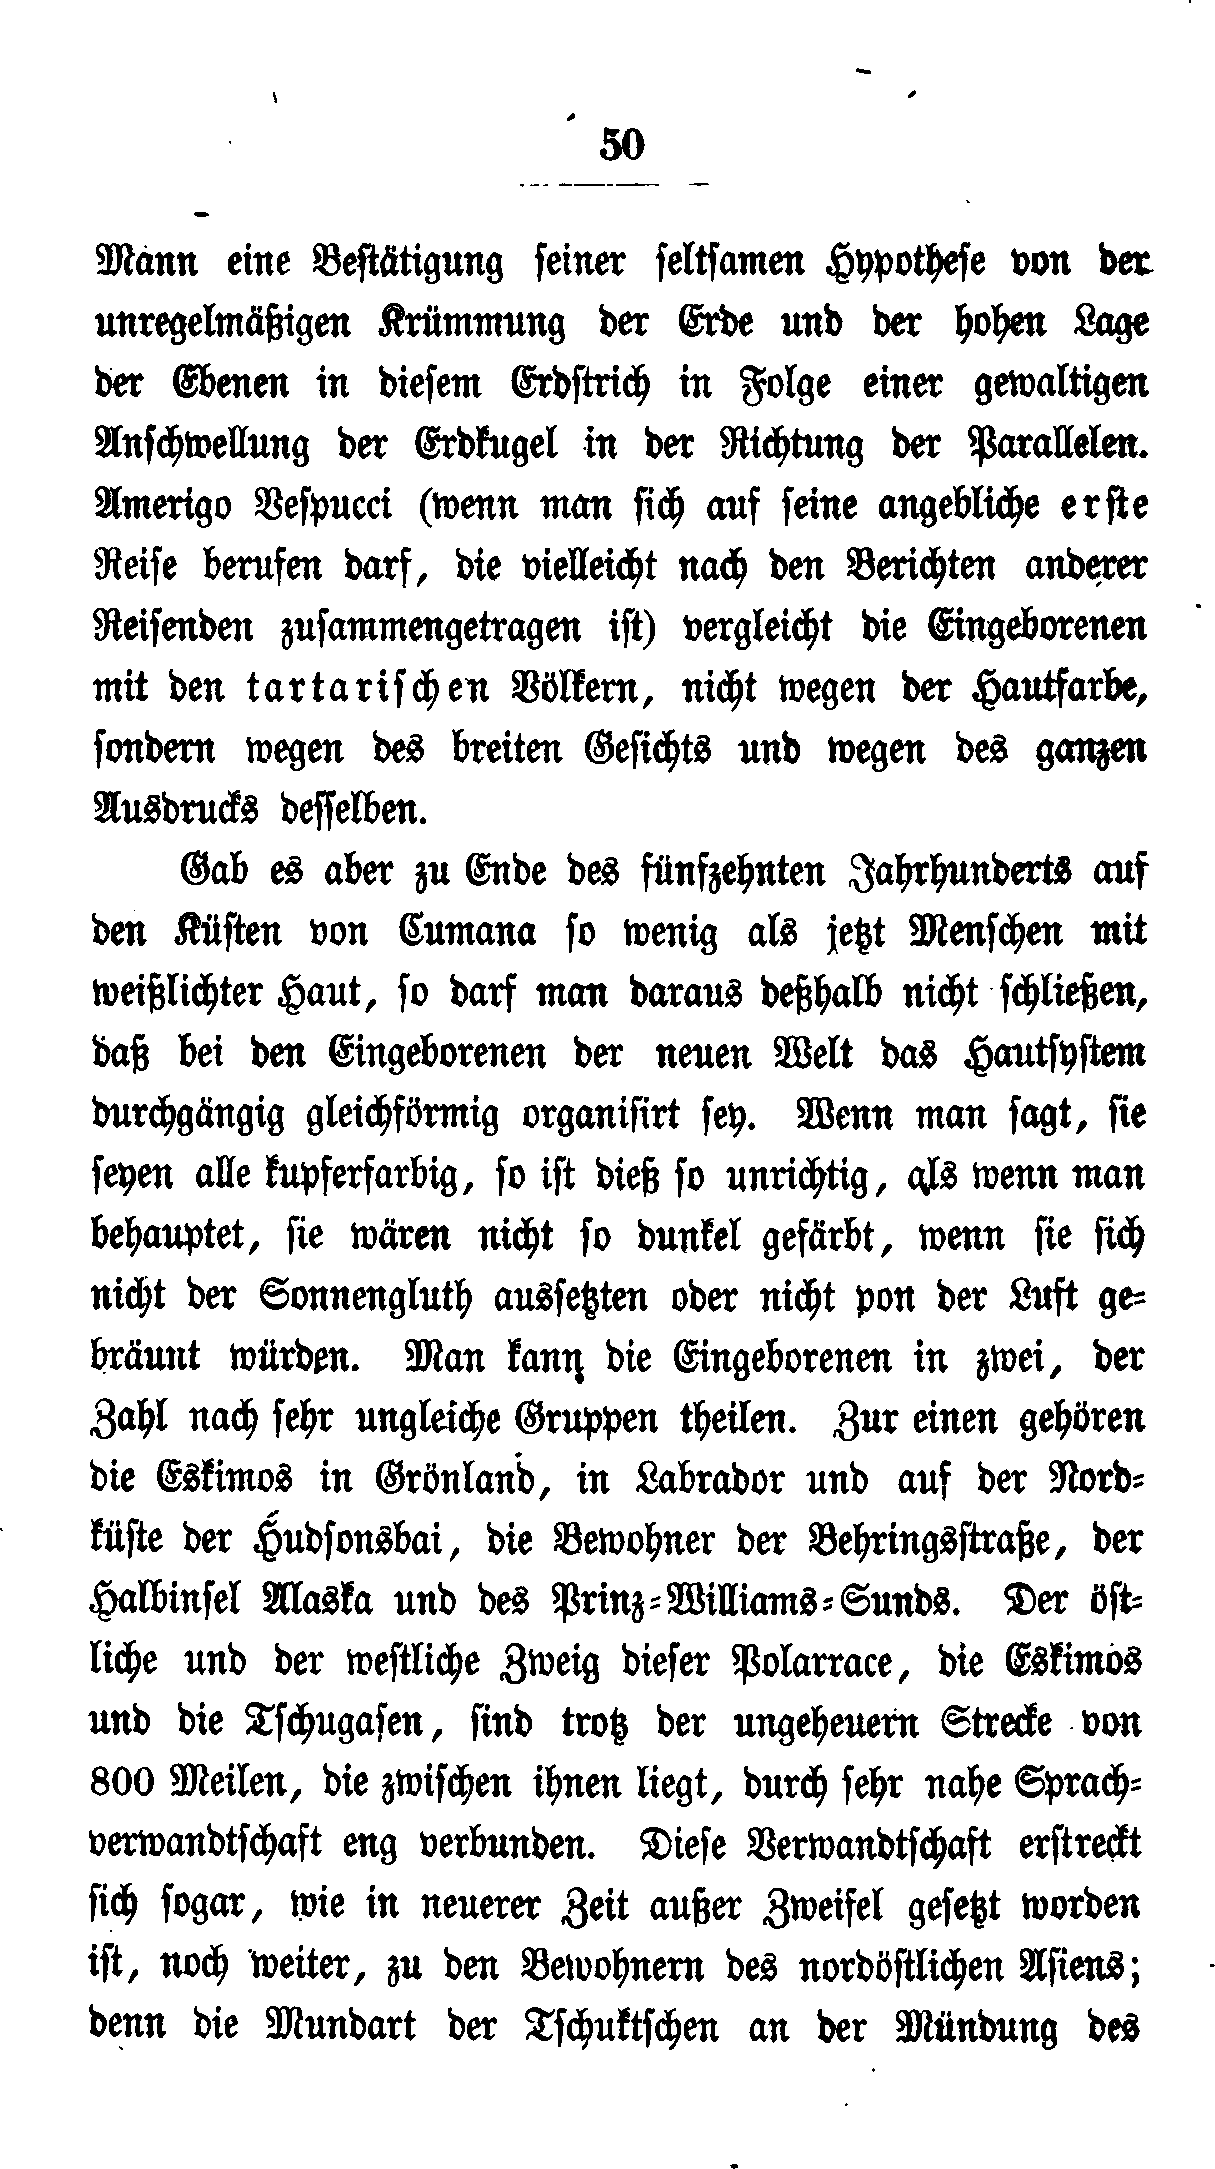 50
Mann eine Bestätigung seiner seltsamen Hypothese von der
unregelmäßigen Krümmung der Erde und der hohen Lage
der Ebenen in diesem Erdstrich in Folge einer gewaltigen
Anschwellung der Erdkugel in der Richtung der Parallelen.
Amerigo Vespucci (wenn man sich auf seine angebliche erste
Reise berufen darf, die vielleicht nach den Berichten anderer
Reisenden zusammengetragen ist) vergleicht die Eingeborenen
mit den tartarischen Völkern, nicht wegen der Hautfarbe,
sondern wegen des breiten Gesichts und wegen des ganzen
Ausdrucks desselben.
Gab es aber zu Ende des fünfzehnten Jahrhunderts auf
den Küsten von Cumana so wenig als jetzt Menschen mit
weißlichter Haut, so darf man daraus deßhalb nicht schließen,
daß bei den Eingeborenen der neuen Welt das Hautsystem
durchgängig gleichförmig organisirt sey. Wenn man sagt, sie
seyen alle kupferfarbig, so ist dieß so unrichtig, als wenn man
behauptet, sie wären nicht so dunkel gefärbt, wenn sie sich
nicht der Sonnengluth aussetzten oder nicht von der Luft ge-
bräunt würden. Man kann die Eingeborenen in zwei, der
Zahl nach sehr ungleiche Gruppen theilen. Zur einen gehören
die Eskimos in Grönland, in Labrador und auf der Nord-
küste der Hudsonsbai, die Bewohner der Behringsstraße, der
Halbinsel Alaska und des Prinz-Williams-Sunds. Der öst-
liche und der westliche Zweig dieser Polarrace, die Eskimos
und die Tschugasen, sind trotz der ungeheuern Strecke von
800 Meilen, die zwischen ihnen liegt, durch sehr nahe Sprach-
verwandtschaft eng verbunden. Diese Verwandtschaft erstreckt
sich sogar, wie in neuerer Zeit außer Zweifel gesetzt worden
ist, noch weiter, zu den Bewohnern des nordöstlichen Asiens;
denn die Mundart der Tschuktschen an der Mündung des